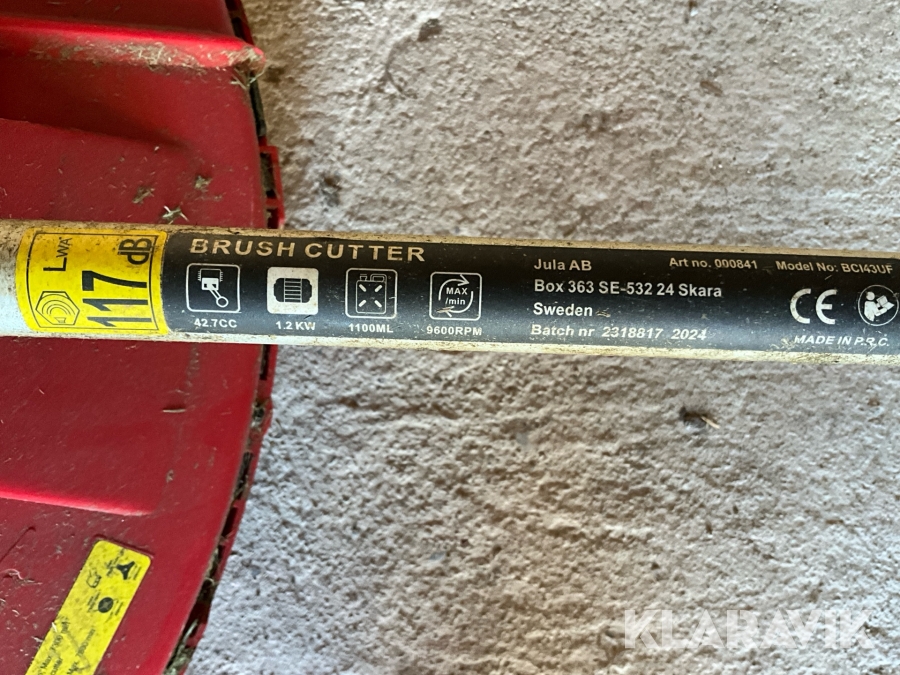 LWA
117 dB
BRUSH CUTTER
42.7CC
1.2 KW
1100ML
MAX
/min
9600RPM
Jula AB
Art no. 000841
Model No: BCI43UF
Box 363 SE-532 24 Skara
Sweden
Batch nr 2318817 2024
CE
MADE IN P.R.C.
KLARAVIK